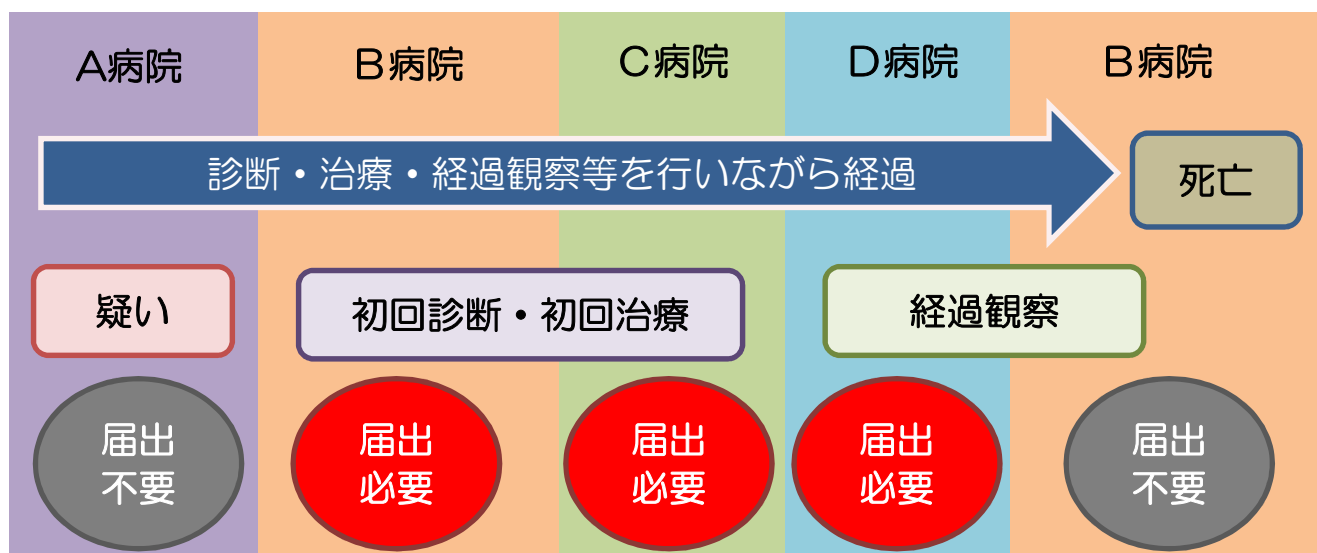 A病院
B病院
C病院
D病院
B病院
診断・治療・経過観察等を行いながら経過
死亡
疑い
初回診断・初回治療
経過観察
届出
不要
届出
必要
届出
必要
届出
必要
届出
不要